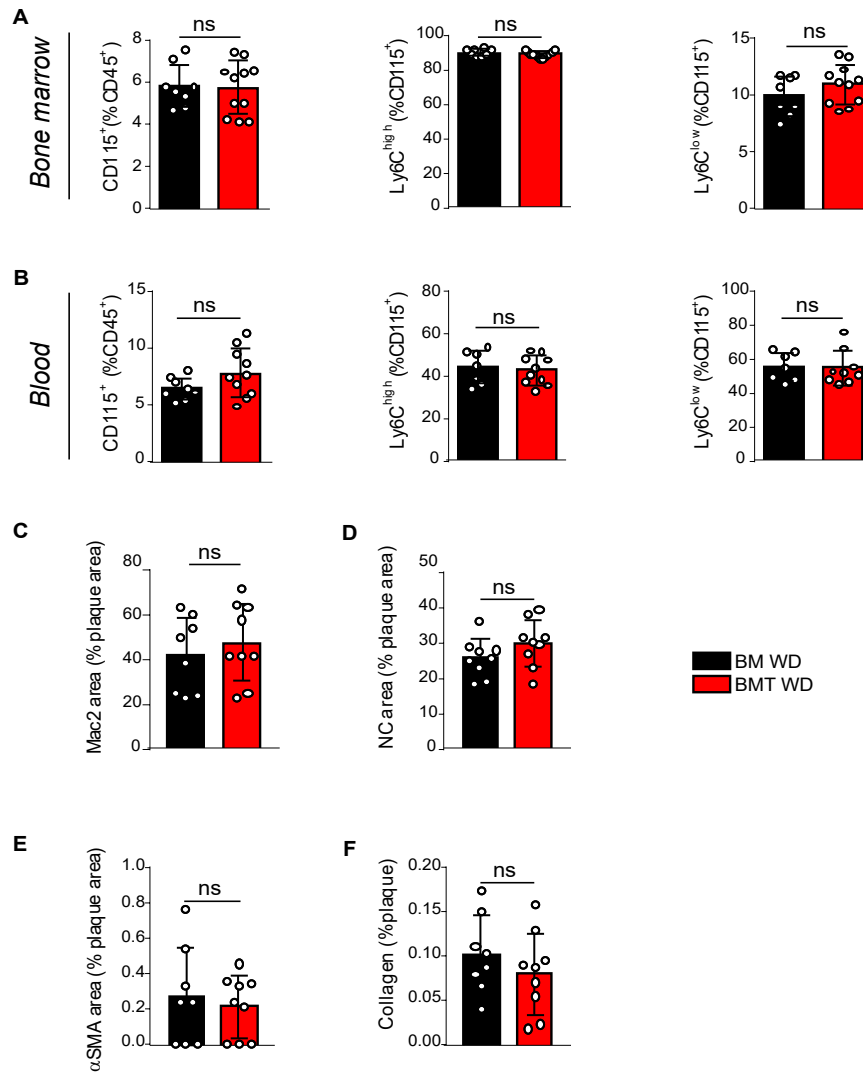 A
Bone marrow
CD115+(% CD45+)
8
6
4
2
0
ns
Ly6Chigh (%CD115+)
100
80
60
40
20
0
ns
Ly6Clow (%CD115+)
15
10
5
0
ns
B
Blood
CD115+ (%CD45+)
15
10
5
0
ns
Ly6Chigh (%CD115+)
80
60
40
20
0
ns
Ly6Clow (%CD115+)
100
80
60
40
20
0
ns
C
Mac2 area (% plaque area)
80
60
40
20
0
ns
D
NC area (% plaque area)
50
40
30
20
10
0
ns
BM WD
BMT WD
E
αSMA area (% plaque area)
1.0
0.8
0.6
0.4
0.2
0.0
ns
F
Collagen (%plaque)
0.20
0.15
0.10
0.05
0.00
ns